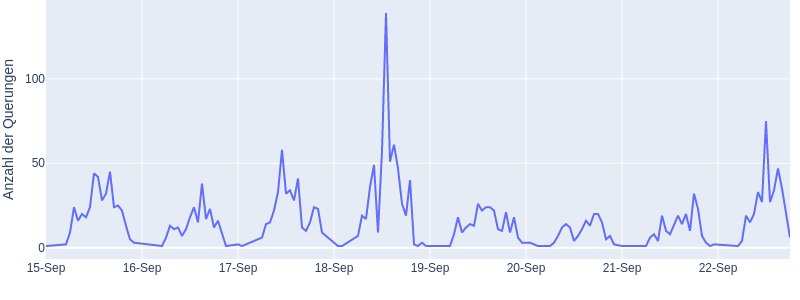 Anzahl der Querungen
100
50
0
15-Sep
16-Sep
17-Sep
18-Sep
19-Sep
20-Sep
21-Sep
22-Sep